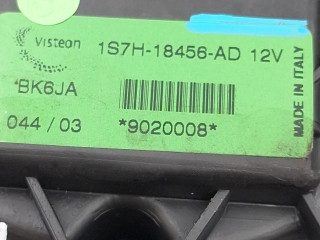 Visteon 1S7H-18456-AD 12V
*BK6JA
044 / 03 *9020008*
MADE IN ITALY